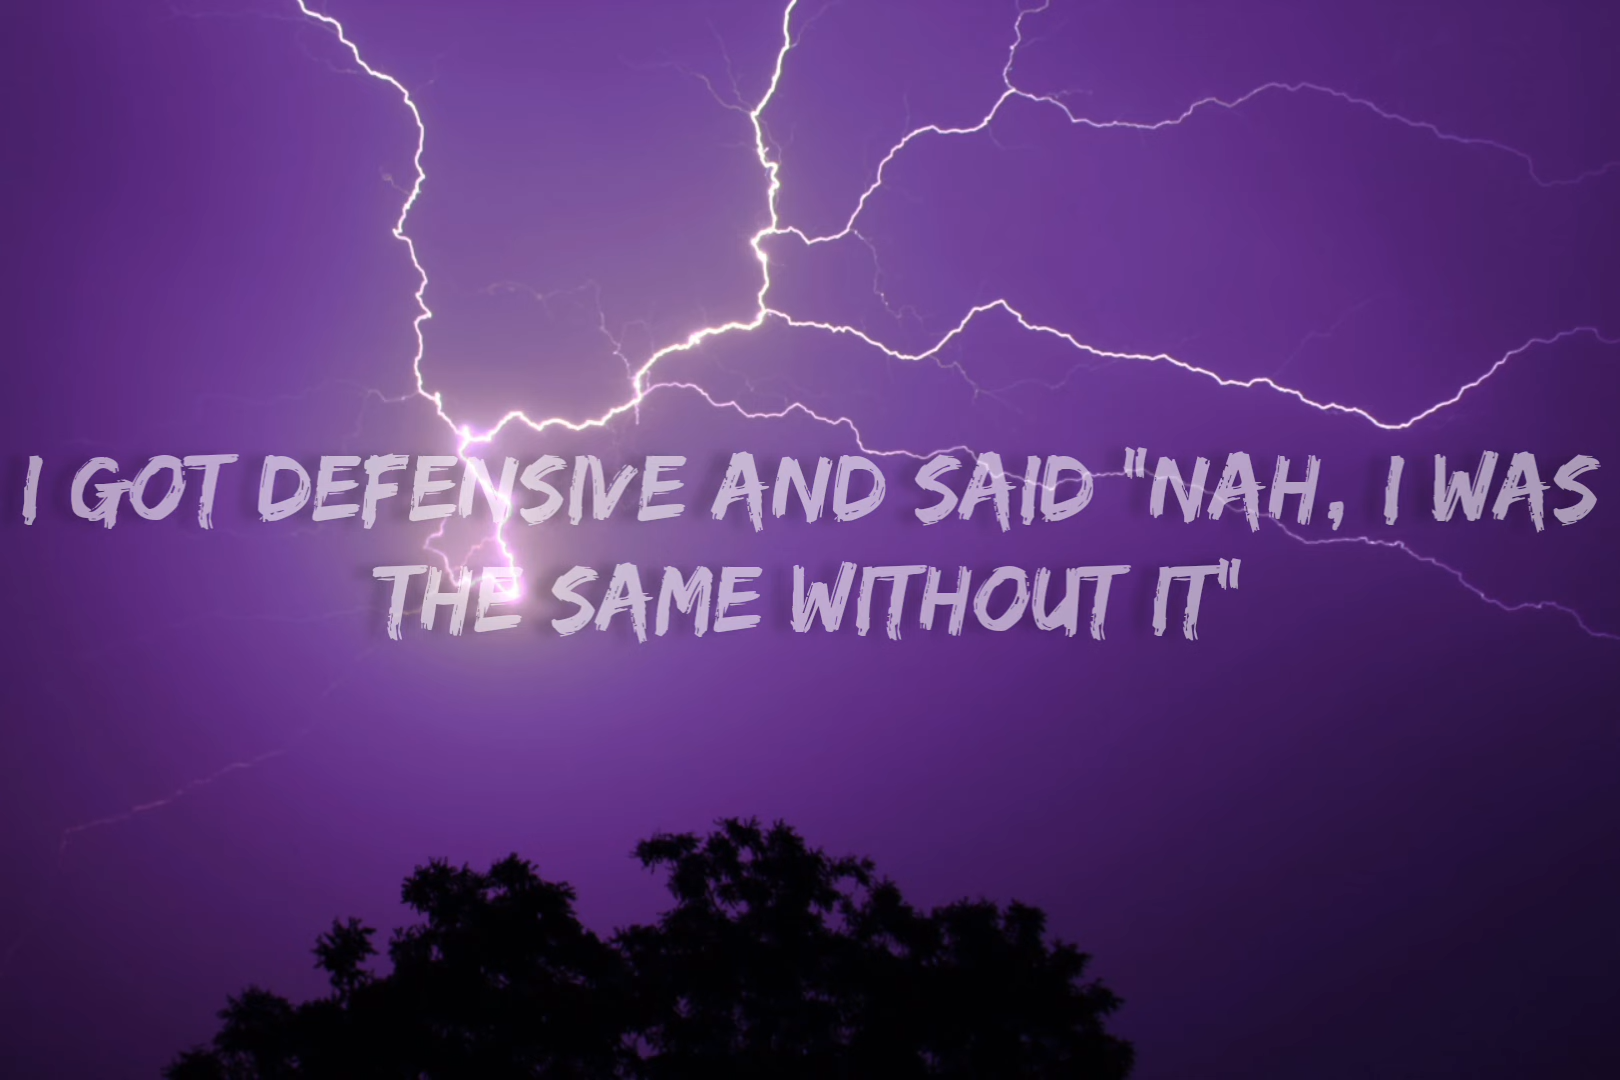 I GOT DEFENSIVE AND SAID "NAH, I WAS
THE SAME WITHOUT IT"